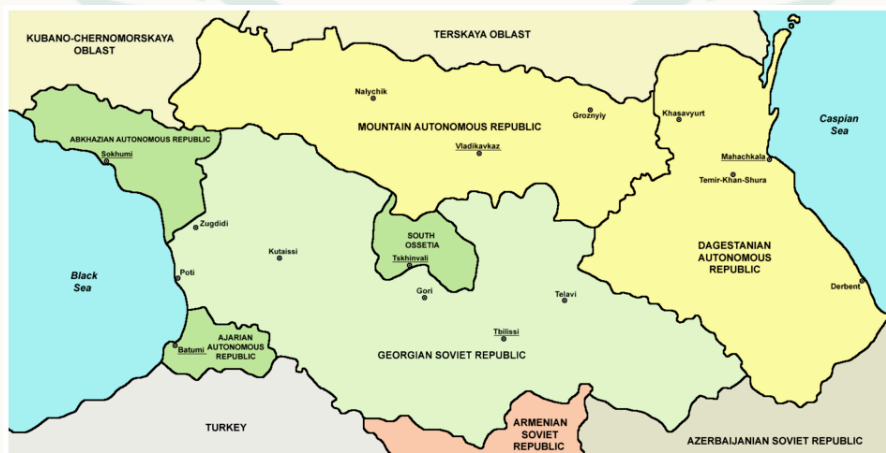 KUBANO-CHERNOMORSKAYA
OBLAST
TERSKAYA OBLAST
Nalychik
Groznyiy
Khasavyurt
Caspian
Sea
MOUNTAIN AUTONOMOUS REPUBLIC
ABKHAZIAN AUTONOMOUS REPUBLIC
Sokhumi
Vladikavkaz
Mahachkala
Temir-Khan-Shura
Zugdidi
SOUTH
OSSETIA
Tskhinvali
Kutaissi
DAGESTANIAN
AUTONOMOUS
REPUBLIC
Black
Sea
Poti
Gori
Telavi
Derbent
AJARIAN
AUTONOMOUS
REPUBLIC
Batumi
Tbilissi
GEORGIAN SOVIET REPUBLIC
TURKEY
ARMENIAN
SOVIET
REPUBLIC
AZERBAIJANIAN SOVIET REPUBLIC